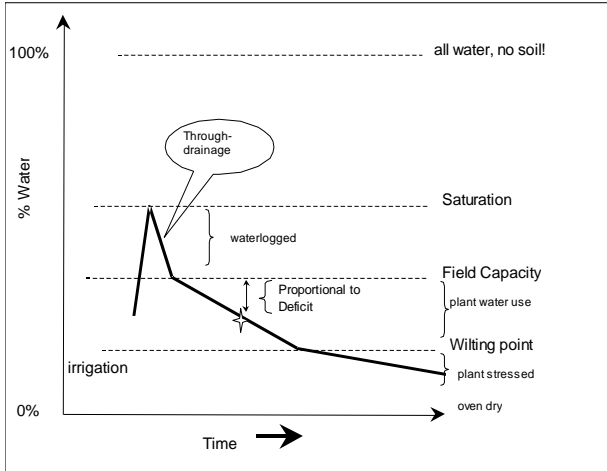 100%
all water, no soil!
Through-
drainage
% Water
Saturation
waterlogged
Field Capacity
Proportional to
Deficit
plant water use
Wilting point
irrigation
plant stressed
0%
oven dry
Time